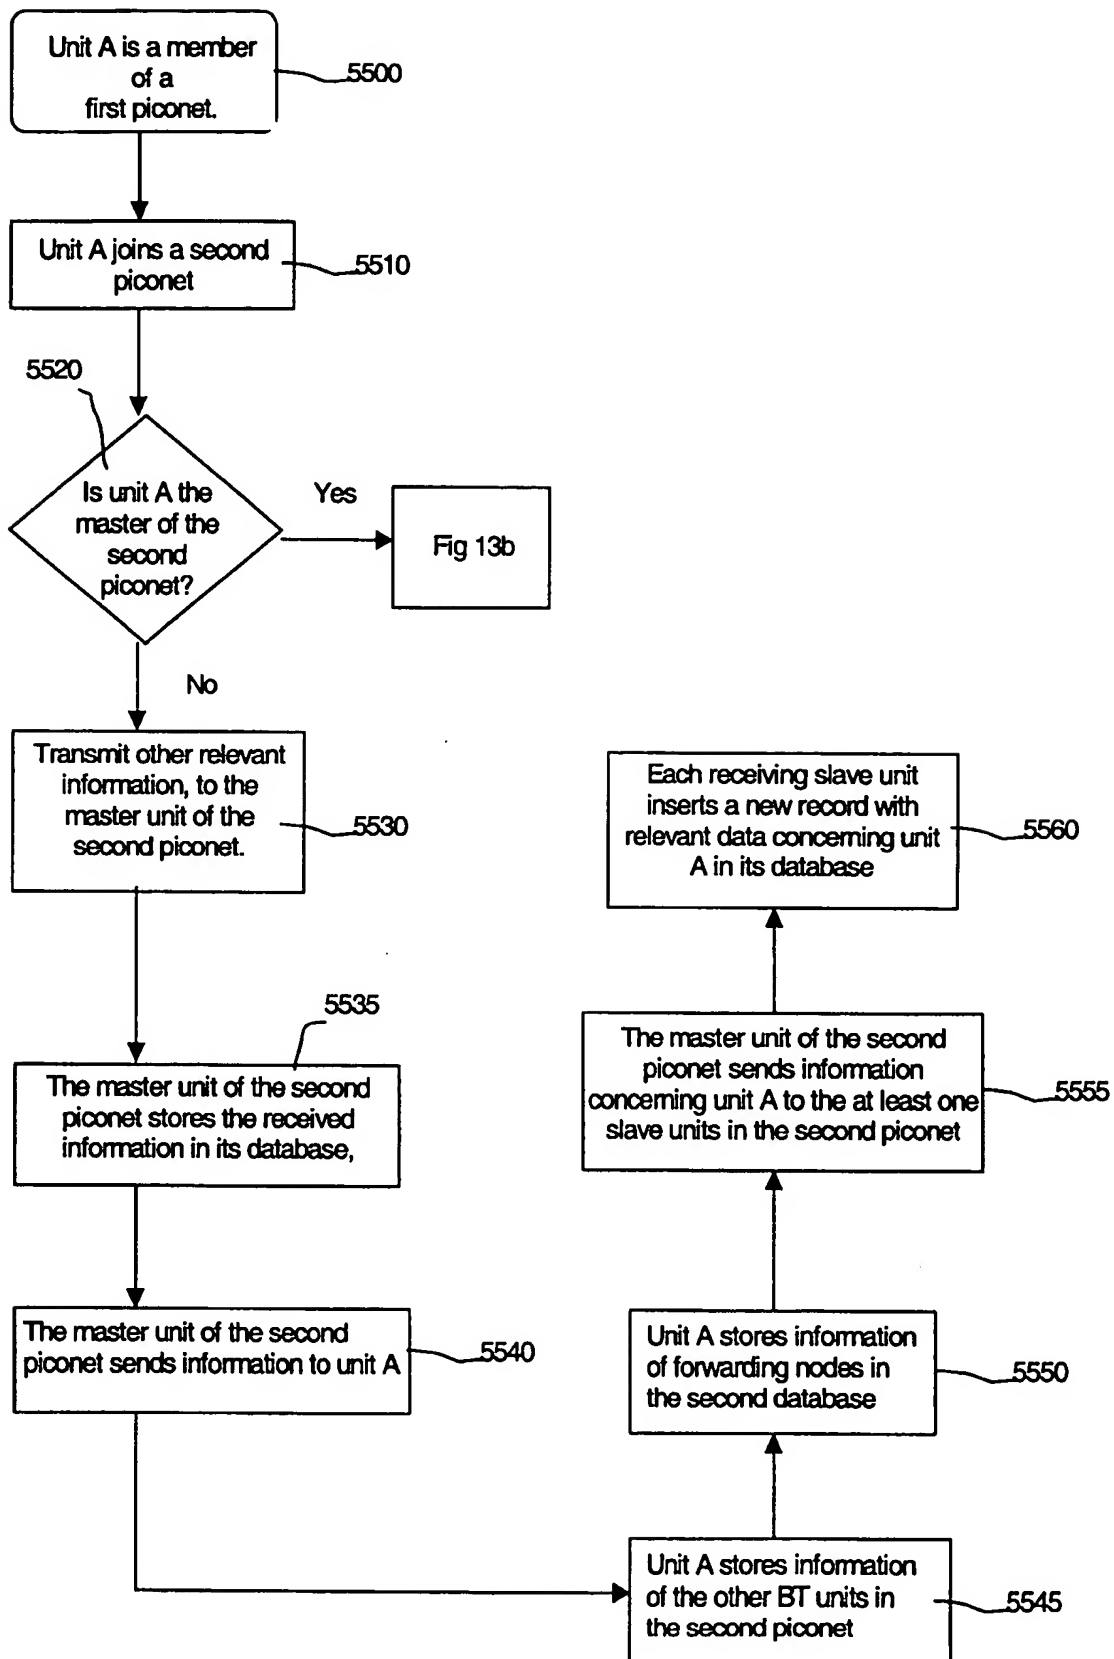 Unit A is a member
of a
first piconet.
5500
Unit A joins a second
piconet
5510
5520
Is unit A the
master of the
second
piconet?
Yes
Fig 13b
No
Transmit other relevant
information, to the
master unit of the
second piconet.
5530
5535
The master unit of the second
piconet stores the received
information in its database,
The master unit of the second
piconet sends information to unit A
5540
Unit A stores information
of the other BT units in
the second piconet
5545
Unit A stores information
of forwarding nodes in
the second database
5550
The master unit of the second
piconet sends information
concerning unit A to the at least one
slave units in the second piconet
5555
Each receiving slave unit
inserts a new record with
relevant data concerning unit
A in its database
5560